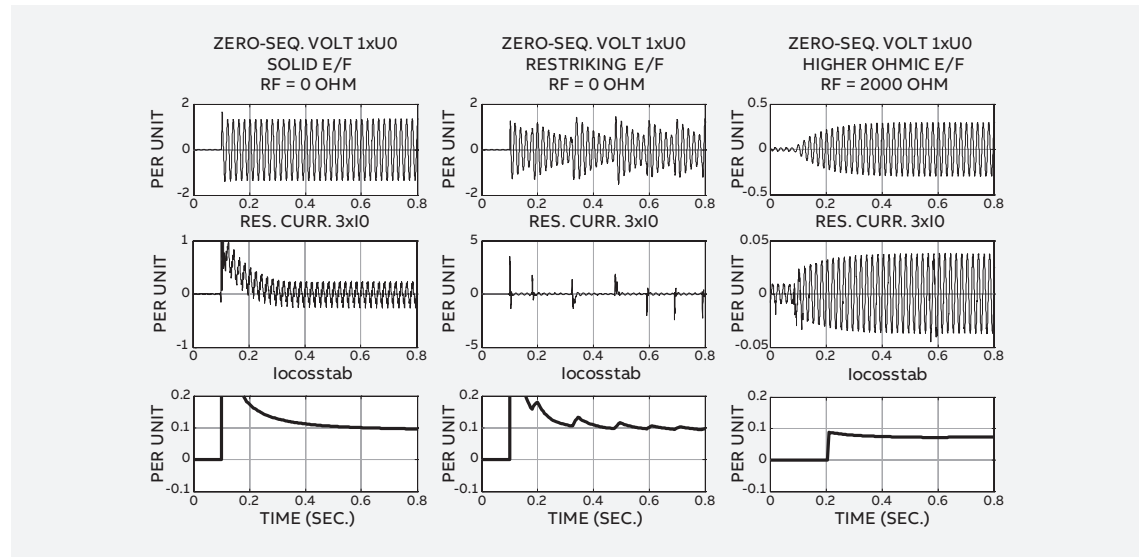 ZERO-SEQ. VOLT 1xU0
SOLID E/F
RF = 0 OHM
ZERO-SEQ. VOLT 1xU0
RESTRIKING E/F
RF = 0 OHM
ZERO-SEQ. VOLT 1xU0
HIGHER OHMIC E/F
RF = 2000 OHM
PER UNIT
2
0
-2
0 0.2 0.4 0.6 0.8
PER UNIT
2
0
-2
0 0.2 0.4 0.6 0.8
PER UNIT
0.5
0
-0.5
0 0.2 0.4 0.6 0.8
RES. CURR. 3xI0
RES. CURR. 3xI0
RES. CURR. 3xI0
PER UNIT
1
0
-1
0 0.2 0.4 0.6 0.8
PER UNIT
5
0
-5
0 0.2 0.4 0.6 0.8
PER UNIT
0.05
0
-0.05
0 0.2 0.4 0.6 0.8
Iocosstab
Iocosstab
Iocosstab
PER UNIT
0.2
0.1
0
-0.1
0 0.2 0.4 0.6 0.8
TIME (SEC.)
PER UNIT
0.2
0.1
0
-0.1
0 0.2 0.4 0.6 0.8
TIME (SEC.)
PER UNIT
0.2
0.1
0
-0.1
0 0.2 0.4 0.6 0.8
TIME (SEC.)